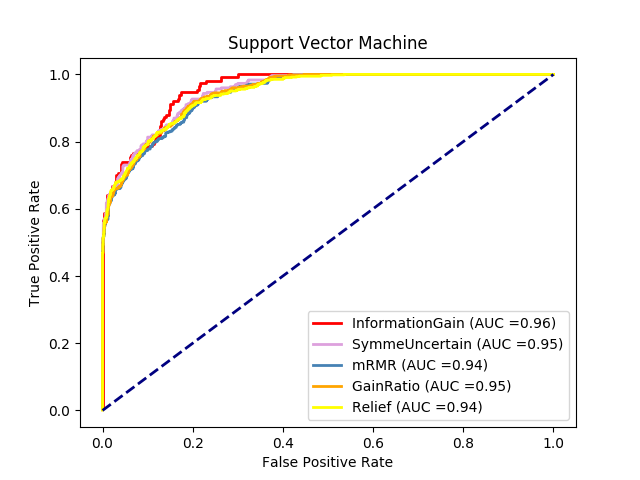 Support Vector Machine
True Positive Rate
1.0
0.8
0.6
0.4
0.2
0.0
InformationGain (AUC =0.96)
SymmeUncertain (AUC =0.95)
mRMR (AUC =0.94)
GainRatio (AUC =0.95)
Relief (AUC =0.94)
0.0 0.2 0.4 0.6 0.8 1.0
False Positive Rate